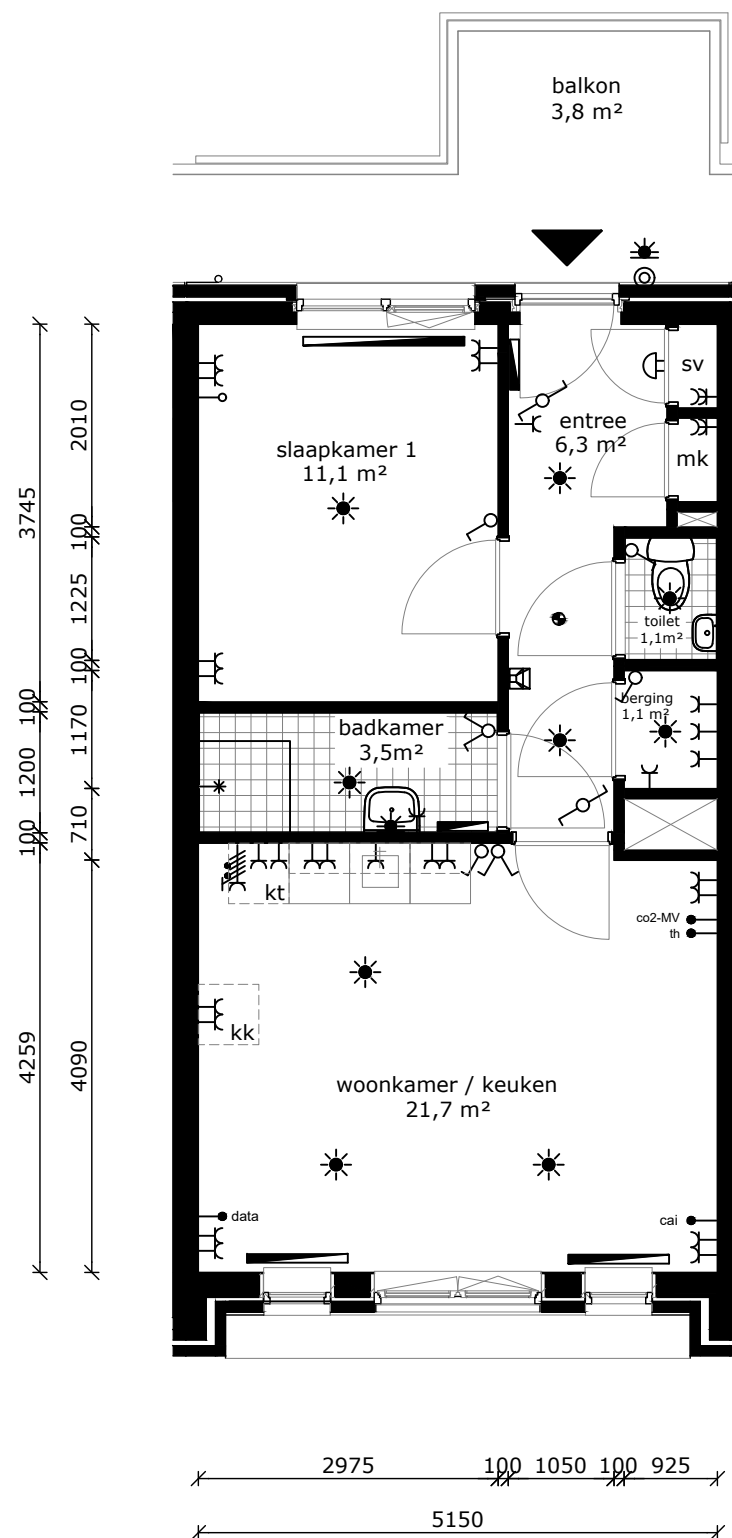 balkon
3,8 m²
sv
entree
6,3 m²
mk
slaapkamer 1
11,1 m²
toilet
1,1m²
berging
1,1 m²
badkamer
3,5m²
kt
co2-MV
th
kk
woonkamer / keuken
21,7 m²
data
cai
3745
100
1200
100
4259
2010
100
1225
100
1170
710
4090
2975
100
1050
100
925
5150